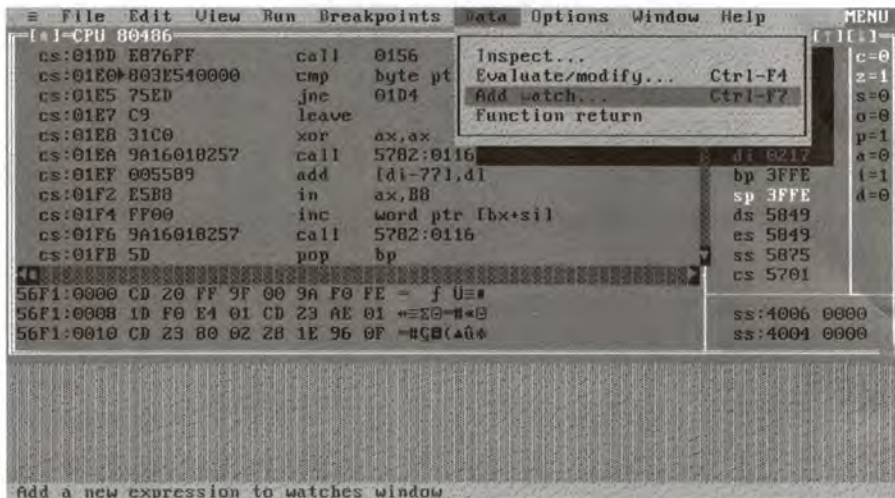 ≡ File Edit View Run Breakpoints Data Options Window Help MENU
CPU 80486
cs:01DD E876FF call 0156
cs:01E0 803E540000 cmp byte pt
cs:01E5 75ED jne 01D4
cs:01E7 C9 leave
cs:01E8 31C0 xor ax,ax
cs:01EA 9A16018257 call 5782:0116
cs:01EF 005589 add [di-77],dl
cs:01F2 E5B8 in ax,B8
cs:01F4 FF00 inc word ptr [bx+si]
cs:01F6 9A16018257 call 5782:0116
cs:01FB 5D pop bp
Inspect...
Evaluate/modify... Ctrl-F4
Add watch... Ctrl-F7
Function return
di 0217
bp 3FFE
sp 3FFE
ds 5849
es 5849
ss 5875
cs 5701
c=0
z=1
s=0
o=0
p=1
a=0
i=1
d=0
56F1:0000 CD 20 FF 9F 00 9A F0 FE
56F1:0008 1D F0 E4 01 CD 23 AE 01
56F1:0010 CD 23 80 02 28 1E 96 0F
ss:4006 0000
ss:4004 0000
Add a new expression to watches window